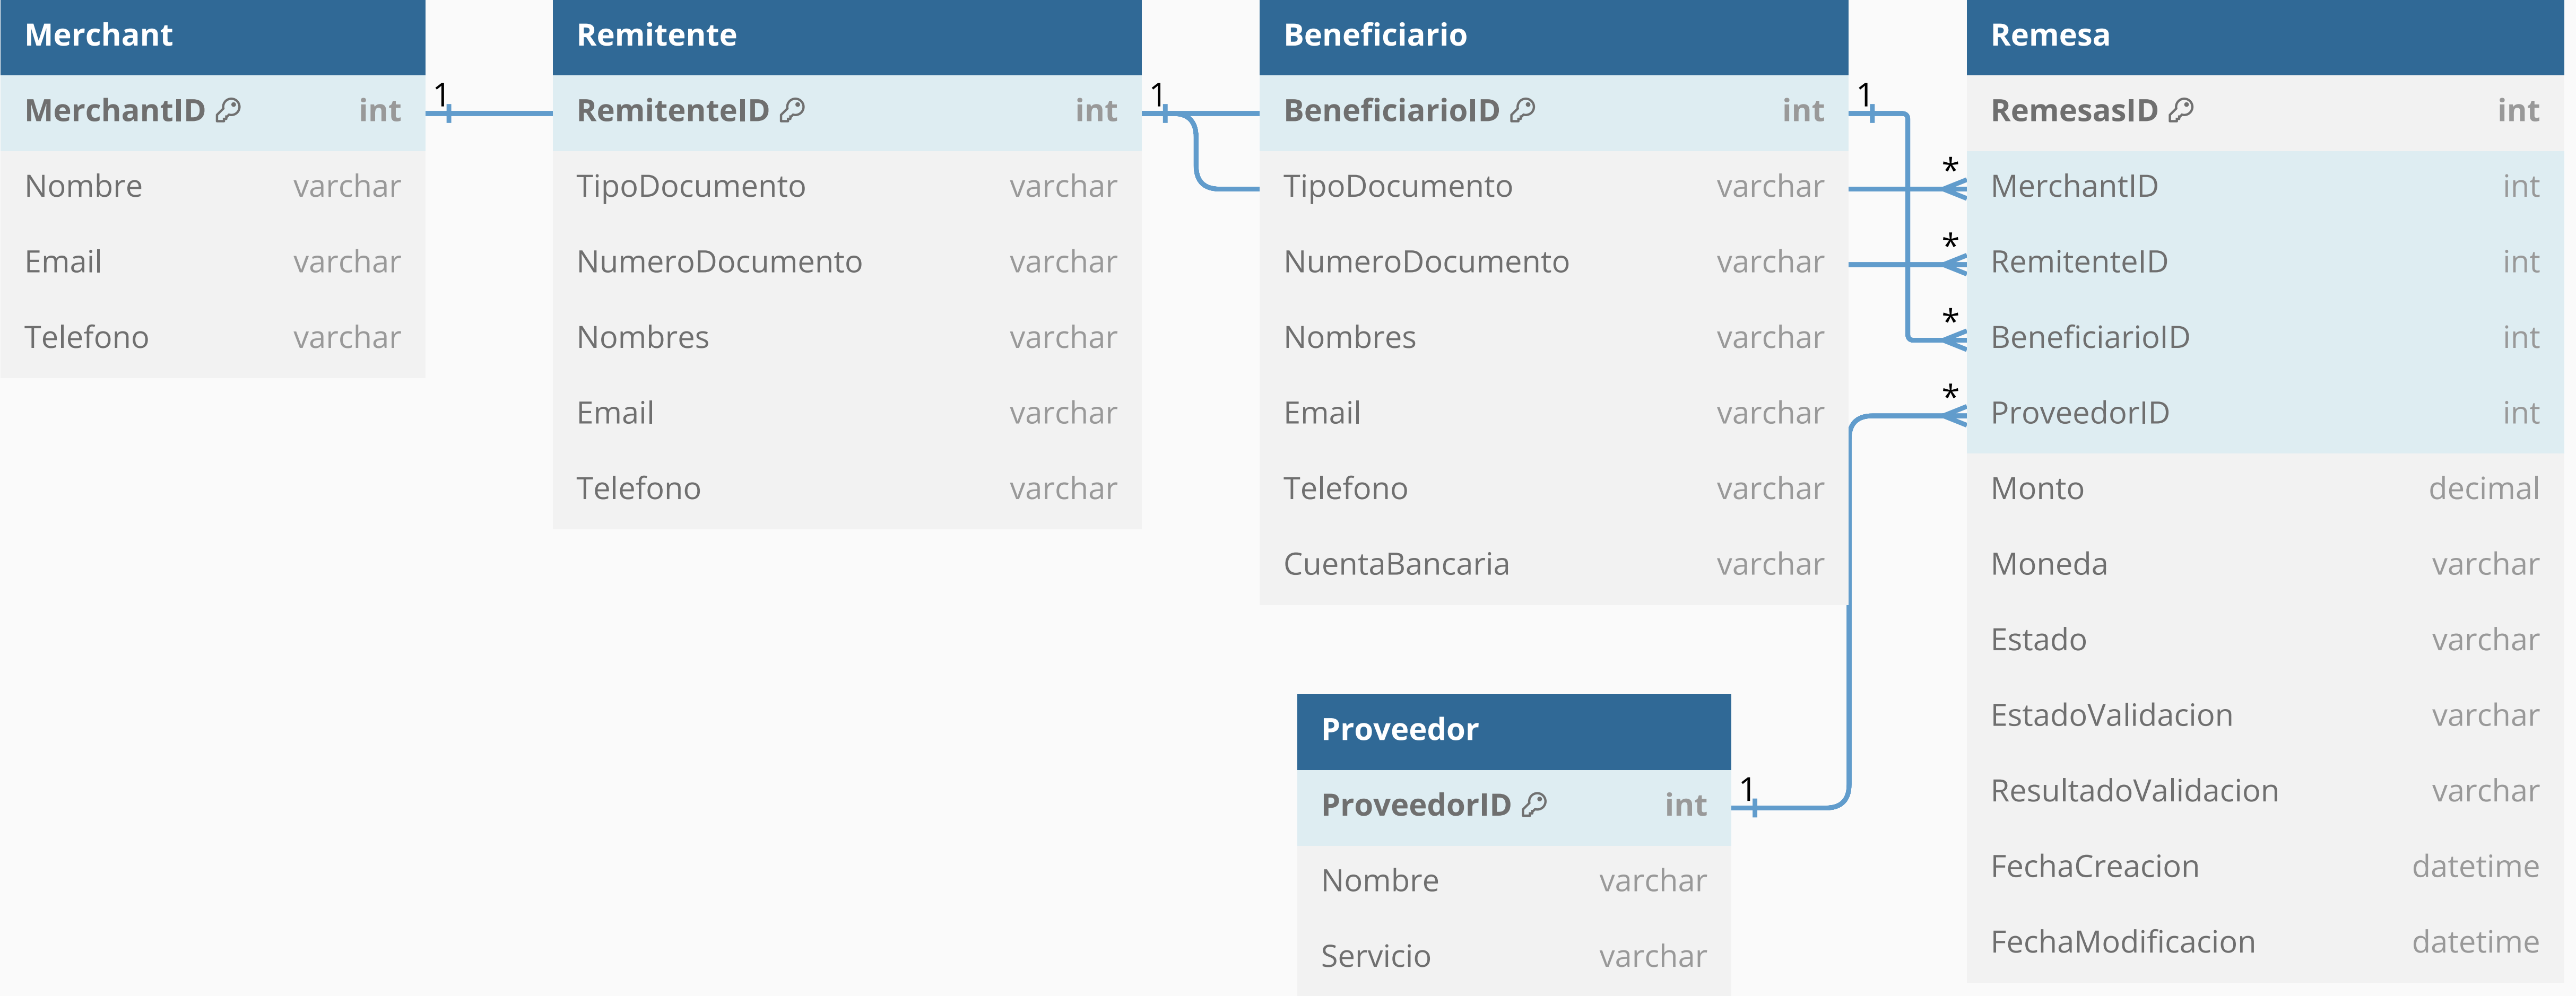 Merchant
MerchantID int
Nombre varchar
Email varchar
Telefono varchar
1
Remitente
RemitenteID int
TipoDocumento varchar
NumeroDocumento varchar
Nombres varchar
Email varchar
Telefono varchar
1
Beneficiario
BeneficiarioID int
TipoDocumento varchar
NumeroDocumento varchar
Nombres varchar
Email varchar
Telefono varchar
CuentaBancaria varchar
1
*
*
*
*
Remesa
RemesasID int
MerchantID int
RemitenteID int
BeneficiarioID int
ProveedorID int
Monto decimal
Moneda varchar
Estado varchar
EstadoValidacion varchar
ResultadoValidacion varchar
FechaCreacion datetime
FechaModificacion datetime
Proveedor
ProveedorID int
Nombre varchar
Servicio varchar
1